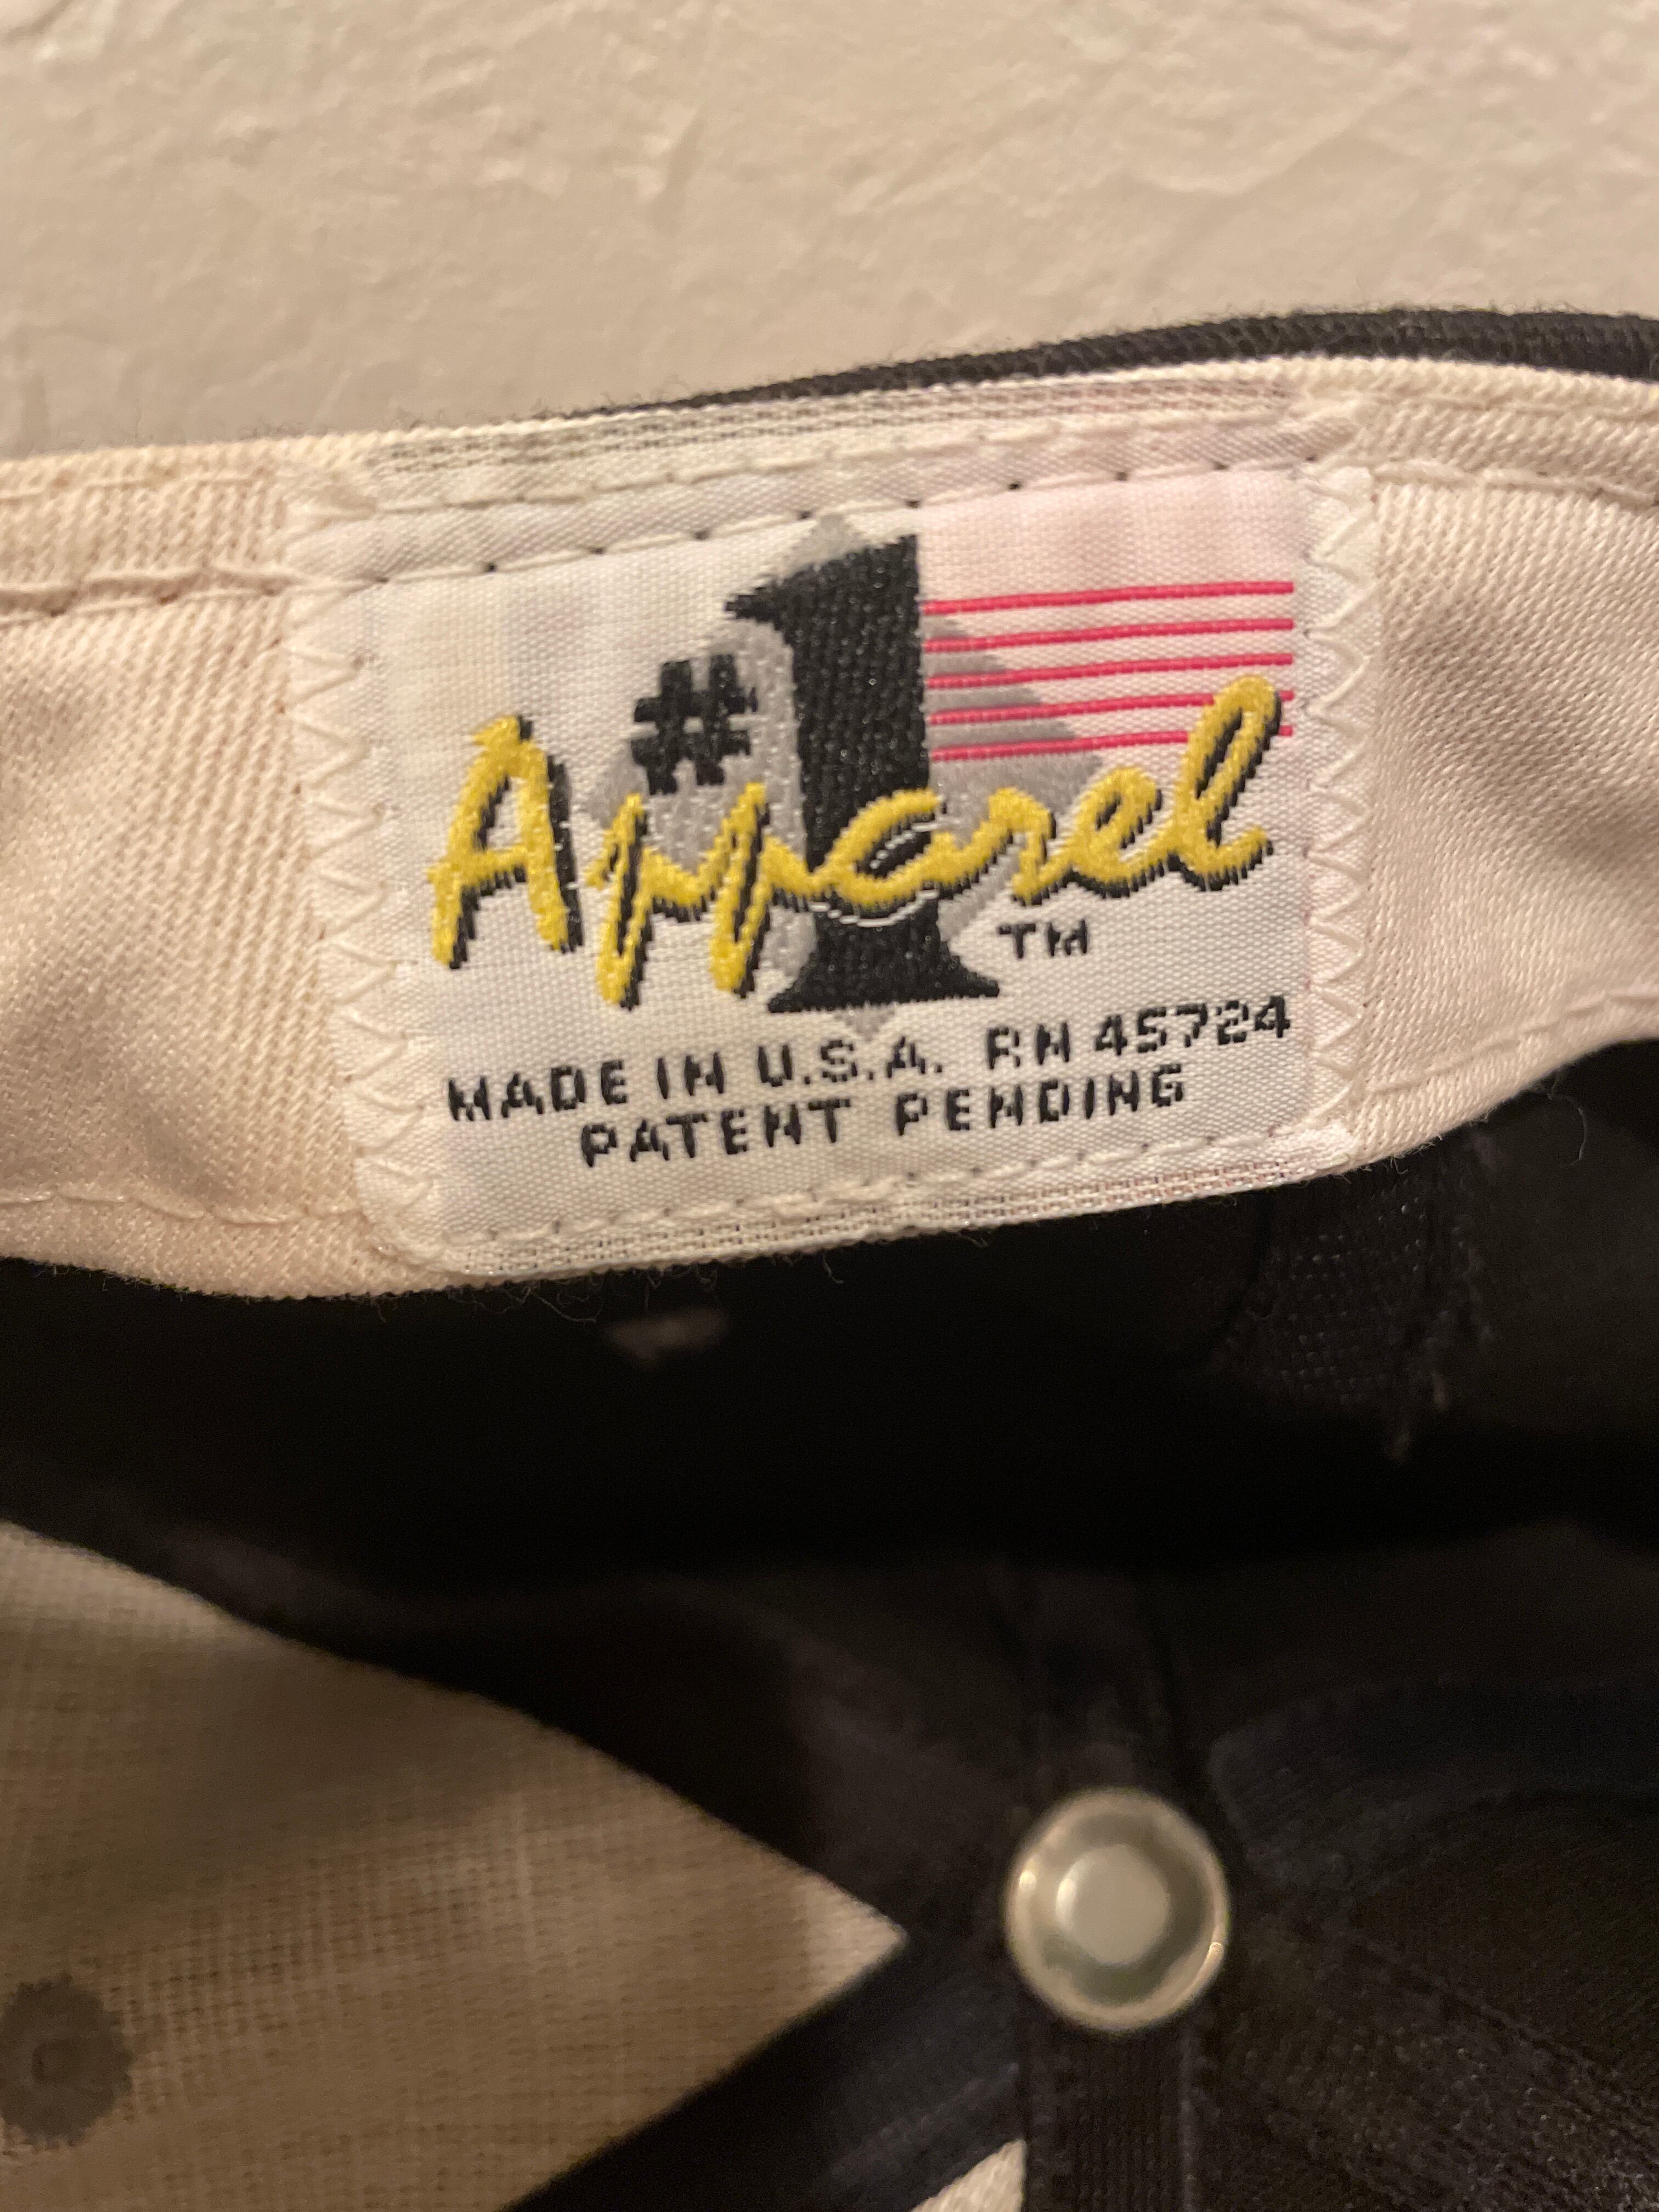 #1
Apparel
TM
MADE IN U.S.A. RN 45724
PATENT PENDING